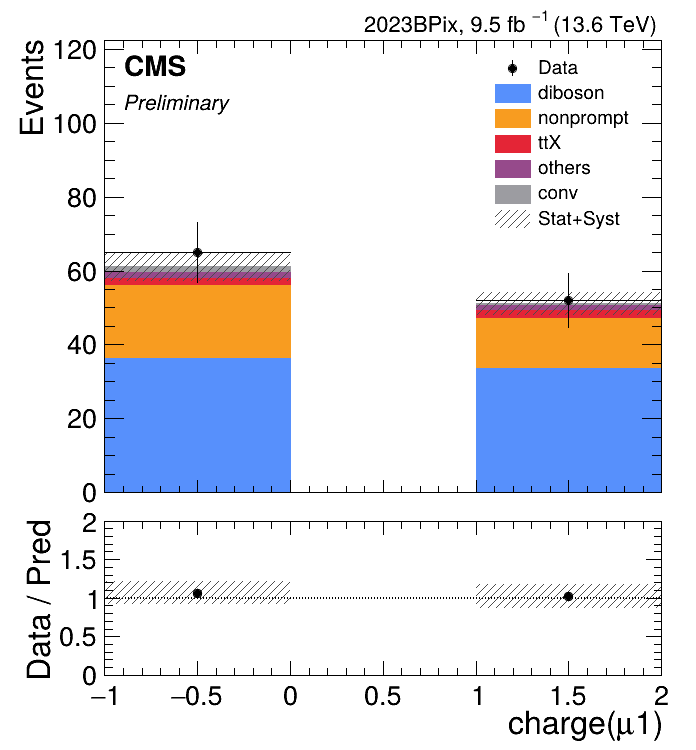 2023BPix, 9.5 fb⁻¹ (13.6 TeV)
Events
120
100
80
60
40
20
0
CMS
Preliminary
Data
diboson
nonprompt
ttX
others
conv
Stat+Syst
Data / Pred
2
1.5
1
0.5
0
−1 −0.5 0 0.5 1 1.5 2
charge(μ1)